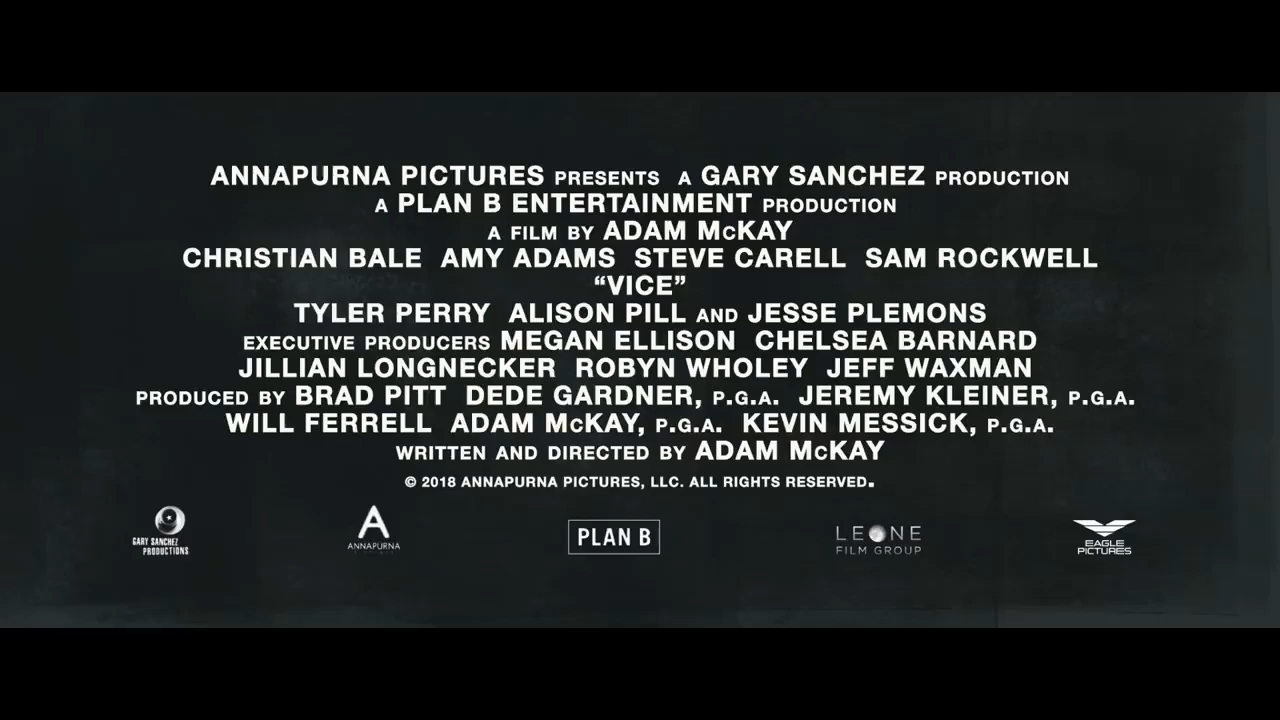 ANNAPURNA PICTURES PRESENTS A GARY SANCHEZ PRODUCTION
A PLAN B ENTERTAINMENT PRODUCTION
A FILM BY ADAM McKAY
CHRISTIAN BALE AMY ADAMS STEVE CARELL SAM ROCKWELL
“VICE”
TYLER PERRY ALISON PILL AND JESSE PLEMONS
EXECUTIVE PRODUCERS MEGAN ELLISON CHELSEA BARNARD
JILLIAN LONGNECKER ROBYN WHOLEY JEFF WAXMAN
PRODUCED BY BRAD PITT DEDE GARDNER, P.G.A. JEREMY KLEINER, P.G.A.
WILL FERRELL ADAM McKAY, P.G.A. KEVIN MESSICK, P.G.A.
WRITTEN AND DIRECTED BY ADAM McKAY
© 2018 ANNAPURNA PICTURES, LLC. ALL RIGHTS RESERVED.
GARY SANCHEZ
PRODUCTIONS
ANNAPURNA
PLAN B
LEONE
FILM GROUP
EAGLE
PICTURES